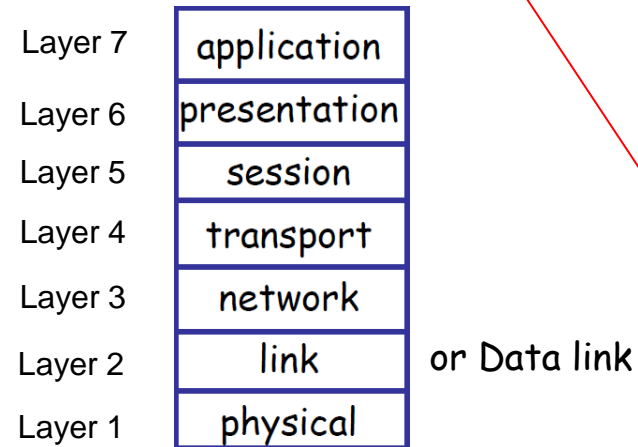 Layer 7 application
Layer 6 presentation
Layer 5 session
Layer 4 transport
Layer 3 network
Layer 2 link or Data link
Layer 1 physical